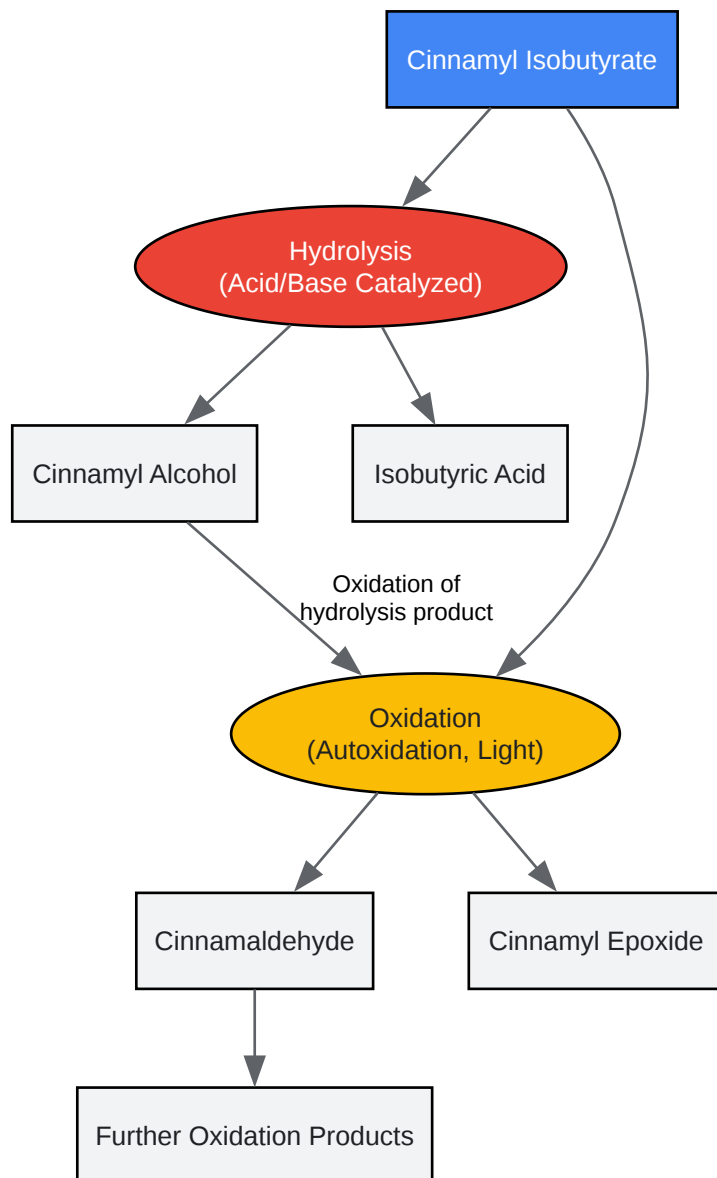 Cinnamyl Isobutyrate
Hydrolysis
(Acid/Base Catalyzed)
Cinnamyl Alcohol
Isobutyric Acid
Oxidation of
hydrolysis product
Oxidation
(Autoxidation, Light)
Cinnamaldehyde
Cinnamyl Epoxide
Further Oxidation Products